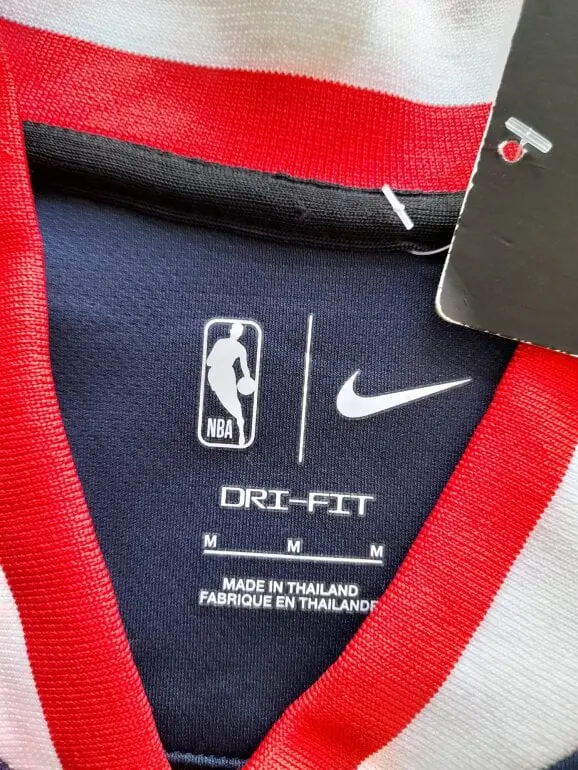 NBA
DRI-FIT
M M M
MADE IN THAILAND
FABRIQUE EN THAILANDE